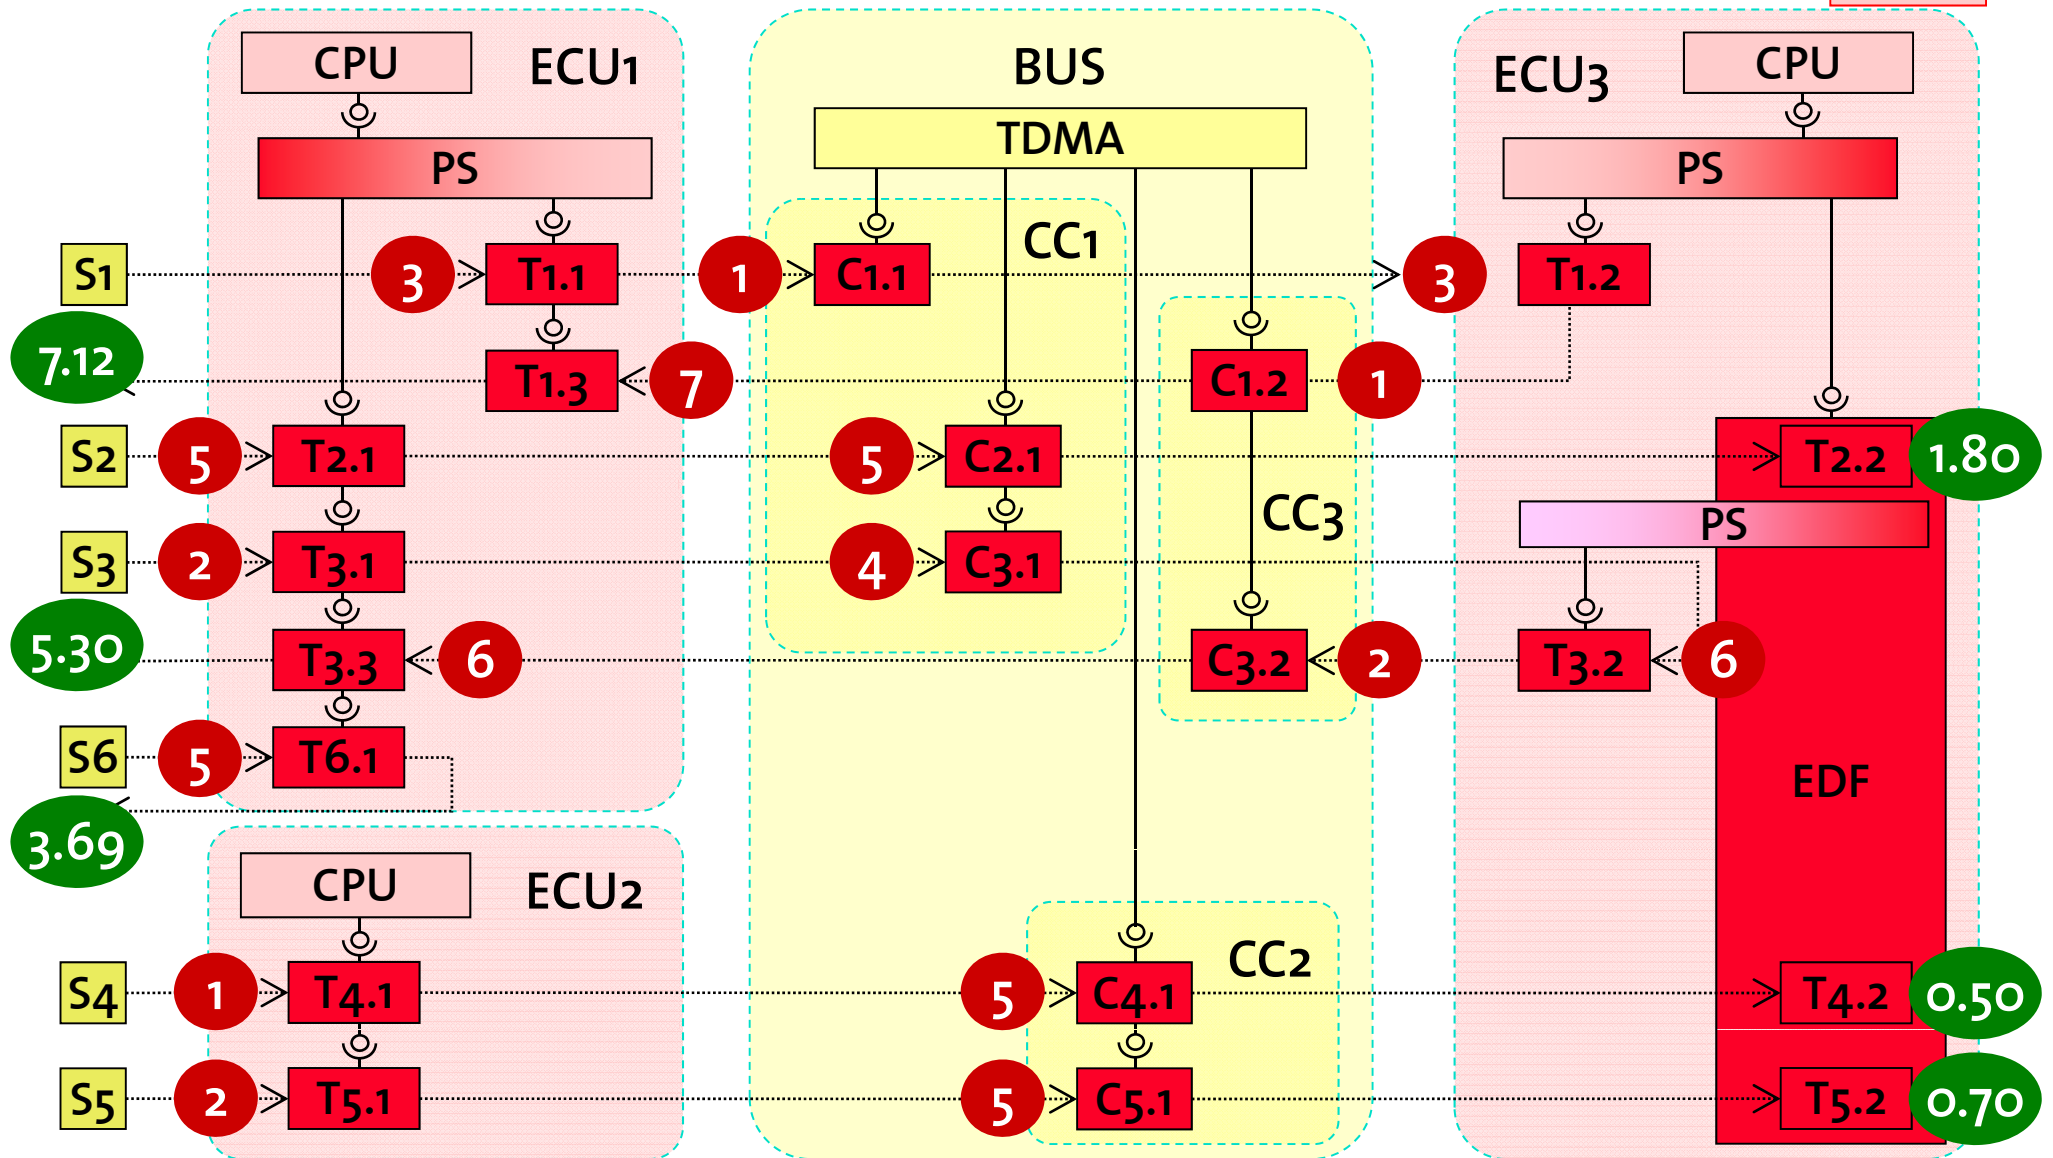 CPU
ECU1
BUS
ECU3
CPU
TDMA
PS
PS
CC1
S1
3
T1.1
1
C1.1
3
T1.2
7.12
T1.3
7
C1.2
1
S2
5
T2.1
5
C2.1
T2.2
1.80
CC3
PS
S3
2
T3.1
4
C3.1
5.30
T3.3
6
C3.2
2
T3.2
6
S6
5
T6.1
EDF
3.69
CPU
ECU2
CC2
S4
1
T4.1
5
C4.1
T4.2
0.50
S5
2
T5.1
5
C5.1
T5.2
0.70